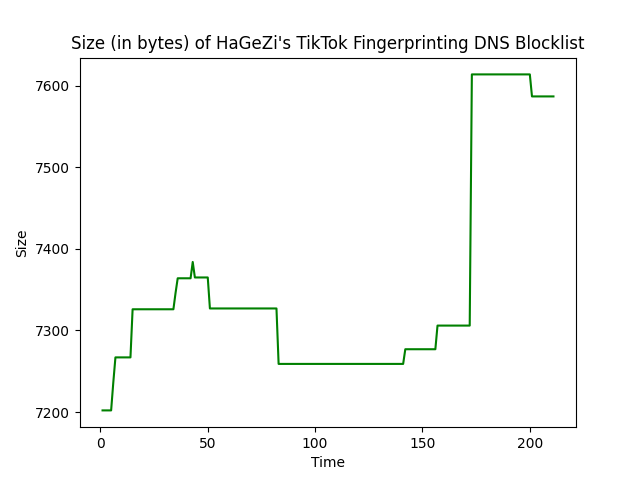 Size (in bytes) of HaGeZi's TikTok Fingerprinting DNS Blocklist
7600
7500
7400
7300
7200
Size
0 50 100 150 200
Time